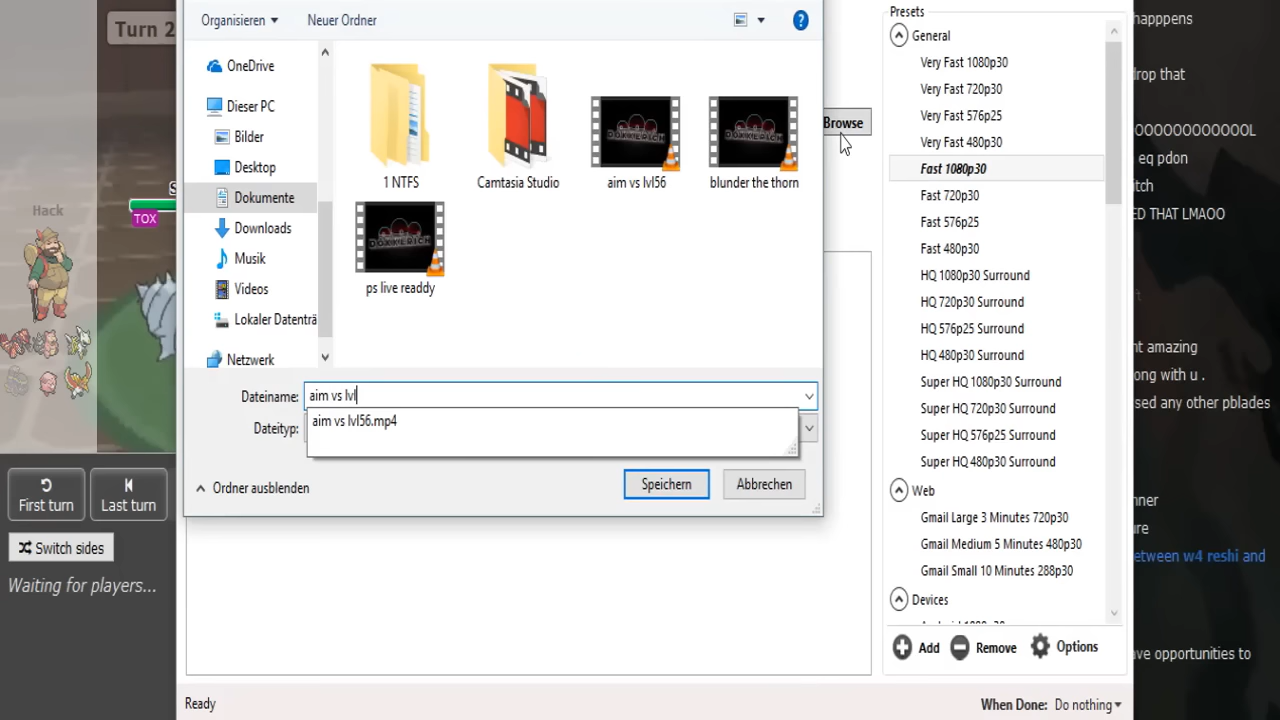 Turn 2
Hack
TOX
First turn
Last turn
Switch sides
Waiting for players...
Organisieren
Neuer Ordner
OneDrive
Dieser PC
Bilder
Desktop
Dokumente
Downloads
Musik
Videos
Lokaler Datenträ
Netzwerk
1 NTFS
Camtasia Studio
aim vs lvl56
blunder the thorn
ps live readdy
Dateiname:
aim vs lvl
aim vs lvl56.mp4
Dateityp:
Ordner ausblenden
Speichern
Abbrechen
Browse
Ready
Presets
General
Very Fast 1080p30
Very Fast 720p30
Very Fast 576p25
Very Fast 480p30
Fast 1080p30
Fast 720p30
Fast 576p25
Fast 480p30
HQ 1080p30 Surround
HQ 720p30 Surround
HQ 576p25 Surround
HQ 480p30 Surround
Super HQ 1080p30 Surround
Super HQ 720p30 Surround
Super HQ 576p25 Surround
Super HQ 480p30 Surround
Web
Gmail Large 3 Minutes 720p30
Gmail Medium 5 Minutes 480p30
Gmail Small 10 Minutes 288p30
Devices
Add
Remove
Options
When Done: Do nothing
happpens
drop that
OOOOOOOOOOOOL
eq pdon
itch
ED THAT LMAOO
nt amazing
ong with u .
sed any other pblades
nner
ure
etween w4 reshi and
ave opportunities to